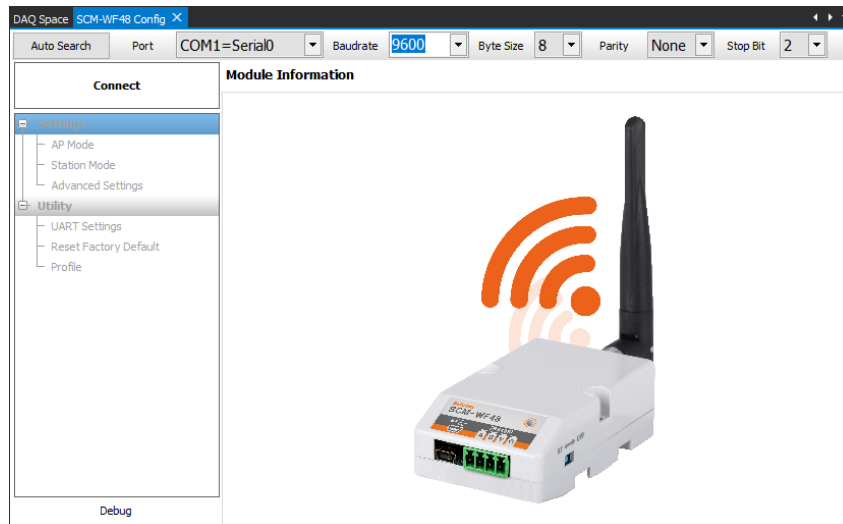 DAQ Space SCM-WF48 Config
Auto Search Port COM1=Serial0 Baudrate 9600 Byte Size 8 Parity None Stop Bit 2
Connect
Module Information
Settings
AP Mode
Station Mode
Advanced Settings
Utility
UART Settings
Reset Factory Default
Profile
SCM-WF48
Debug